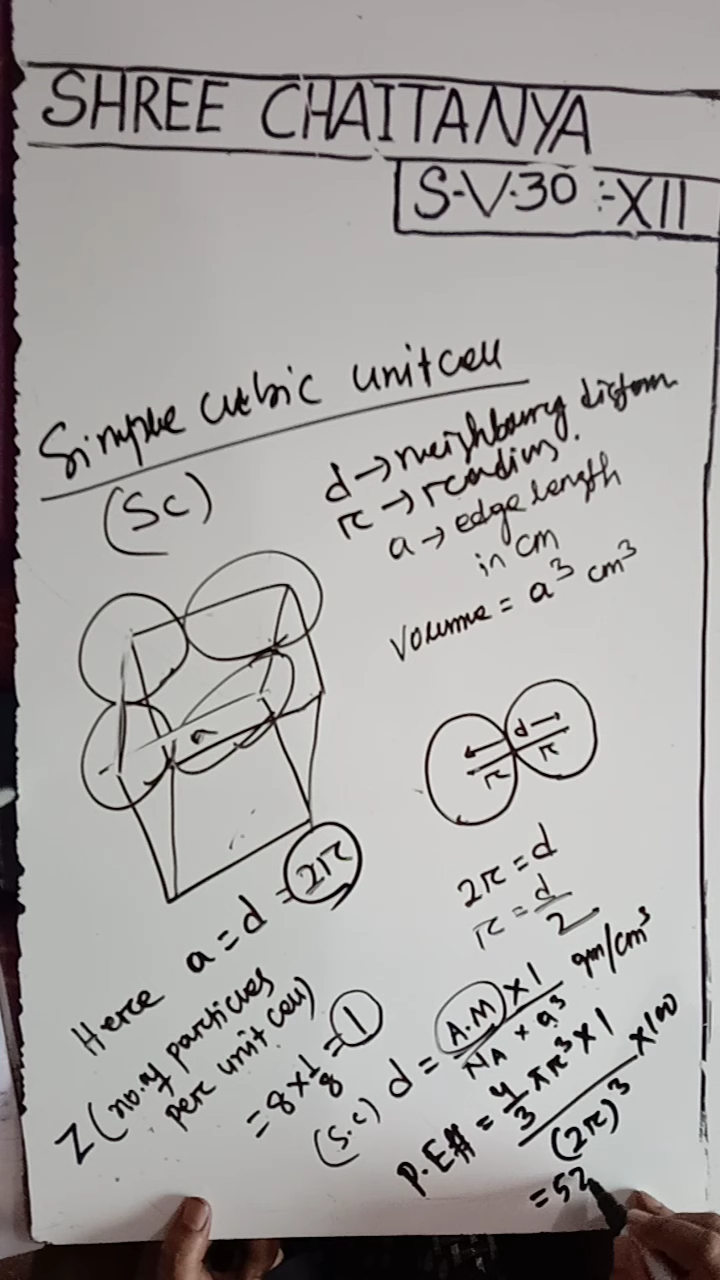 SHREE CHAITANYA
S-V-30 :-XII
Simple cubic unitcell
(SC)
d → neighbouring distan
r → radius.
a → edge length
in cm
Volume = a³ cm³
a
d
r r
2r = d
r = d/2
Here a = d = 2r
Z (no. of particles
per unit cell)
= 8 × 1/8 = 1
(S.C) d = A.M × 1 / NA × a³ gm/cm³
P.Eff = 4/3 πr³ × 1 / (2r)³ × 100
= 52